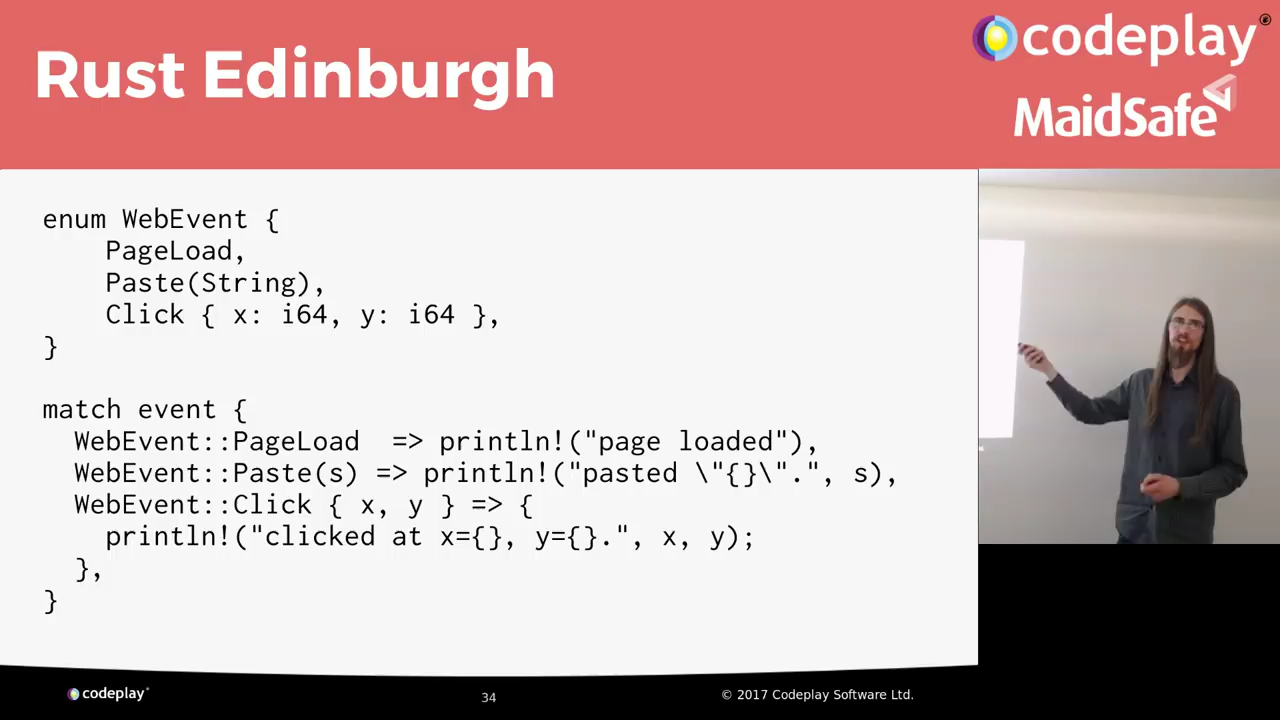 Rust Edinburgh
codeplay®
MaidSafe
enum WebEvent {
    PageLoad,
    Paste(String),
    Click { x: i64, y: i64 },
}
match event {
  WebEvent::PageLoad  => println!("page loaded"),
  WebEvent::Paste(s) => println!("pasted \"{}\".", s),
  WebEvent::Click { x, y } => {
    println!("clicked at x={}, y={}.", x, y);
  },
}
codeplay®
34
© 2017 Codeplay Software Ltd.